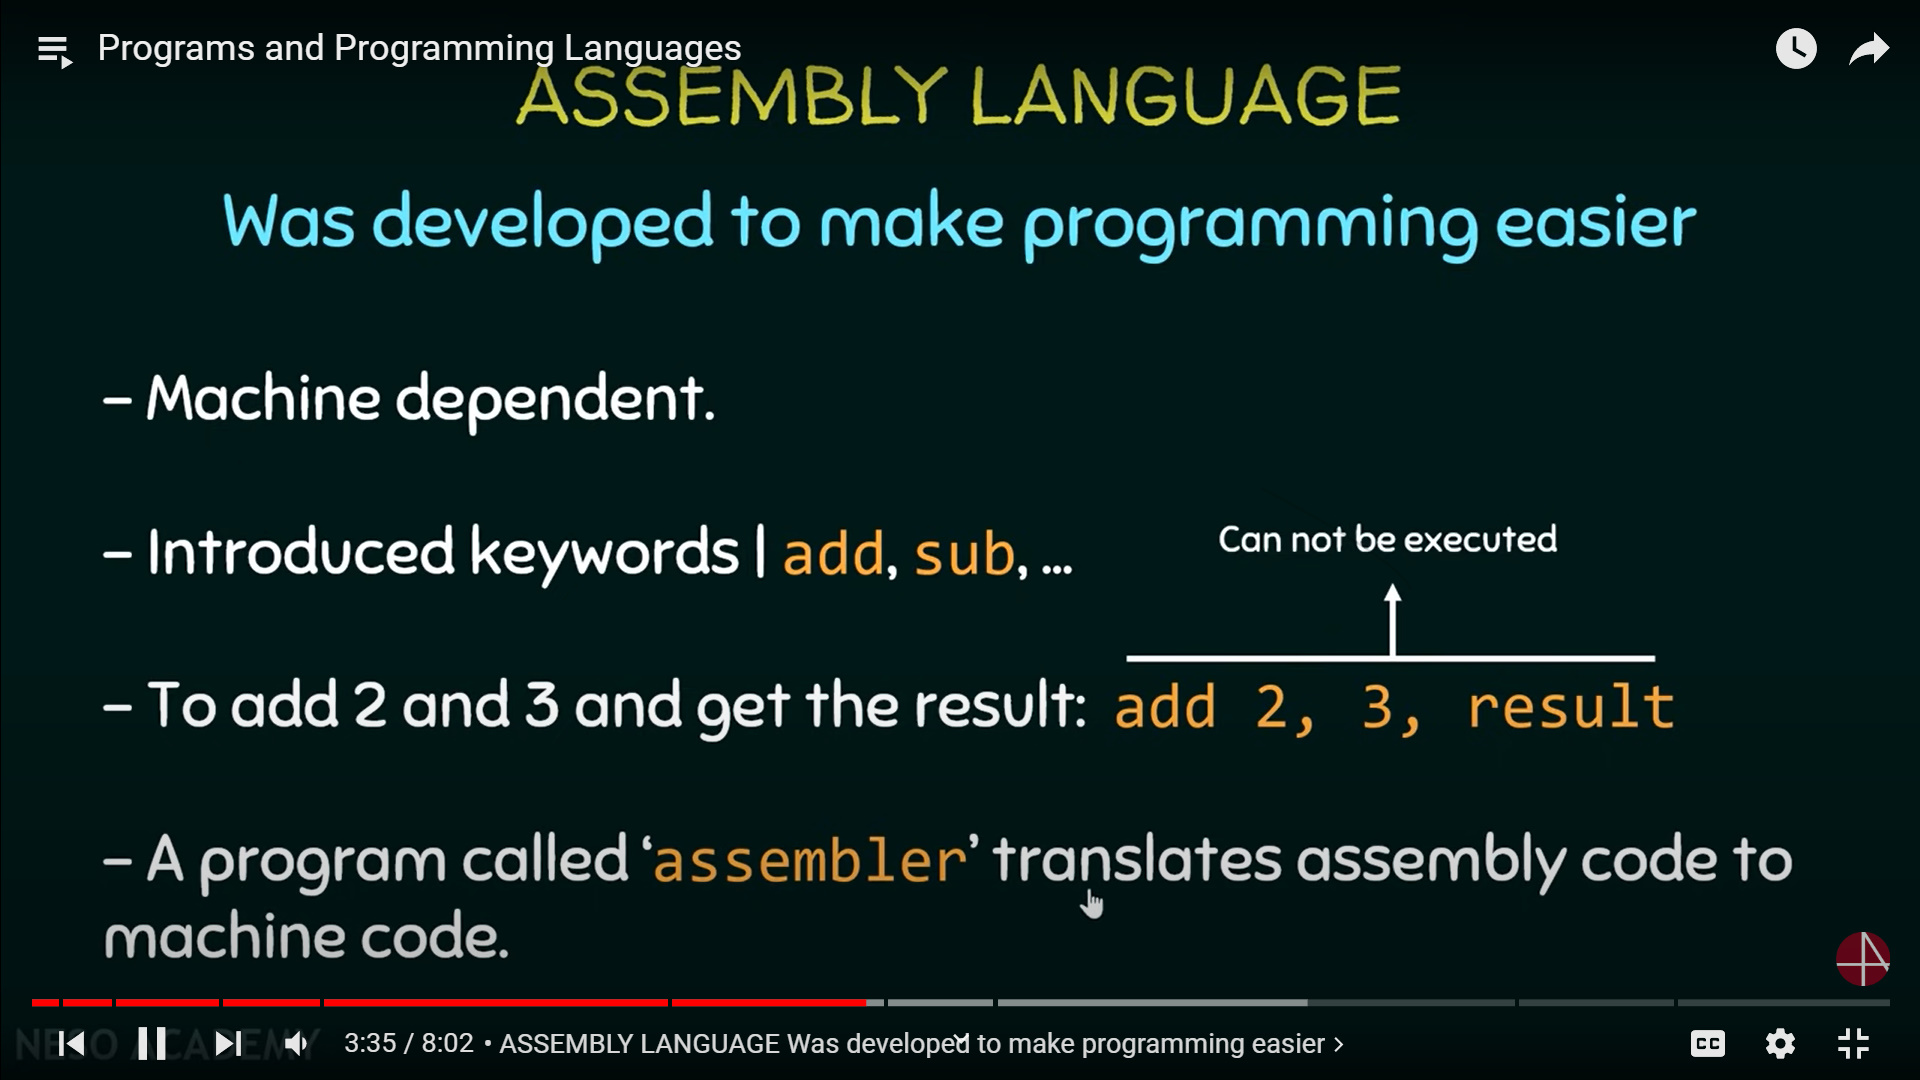 Programs and Programming Languages
ASSEMBLY LANGUAGE
Was developed to make programming easier
– Machine dependent.
– Introduced keywords | add, sub, ...
Can not be executed
– To add 2 and 3 and get the result: add 2, 3, result
– A program called ‘assembler’ translates assembly code to
machine code.
NESO ACADEMY
3:35 / 8:02 • ASSEMBLY LANGUAGE Was developed to make programming easier >
CC